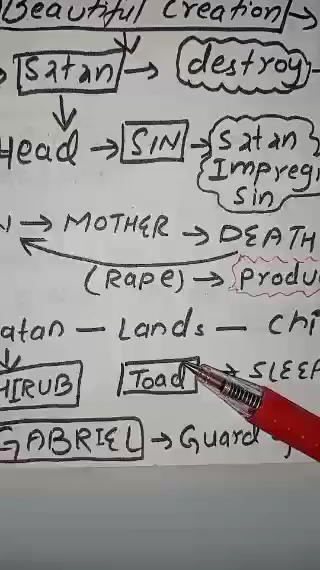 Beautiful Creation →
→ Satan → destroy
Head → SIN → Satan
Impreg
Sin
→ MOTHER → DEATH
(Rape) → Produ
atan — Lands — Chi
HIRUB Toad → SLEEP
GABRIEL → Guard